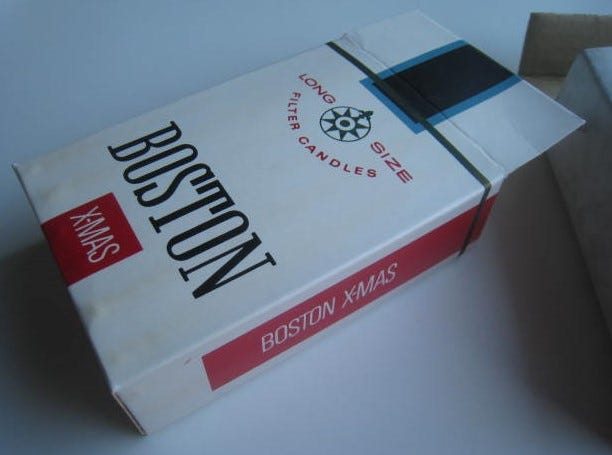 LONG SIZE
FILTER CANDLES
BOSTON
X-MAS
BOSTON X-MAS